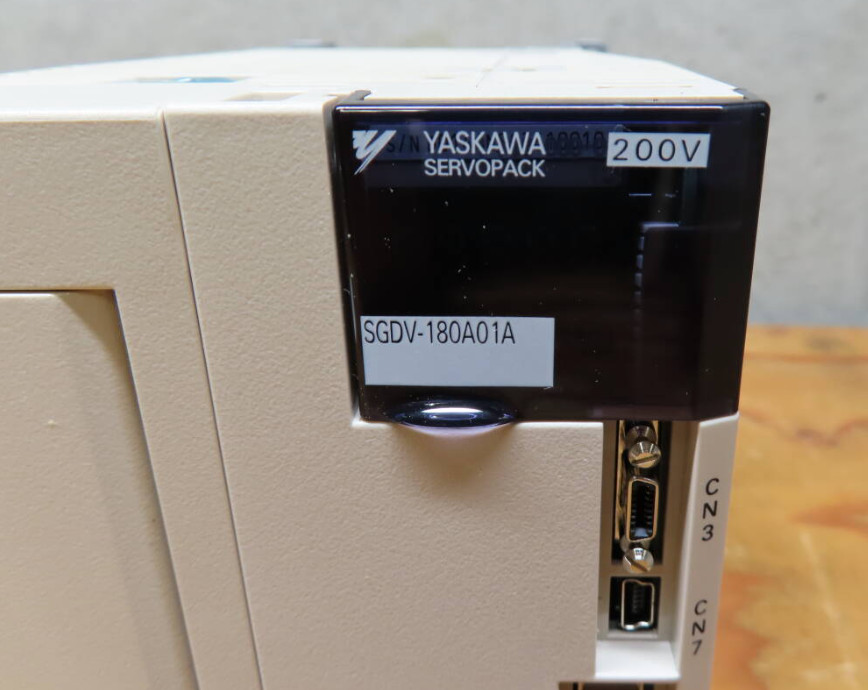 YASKAWA
SERVOPACK
200V
S/N
SGDV-180A01A
CN3
CN7